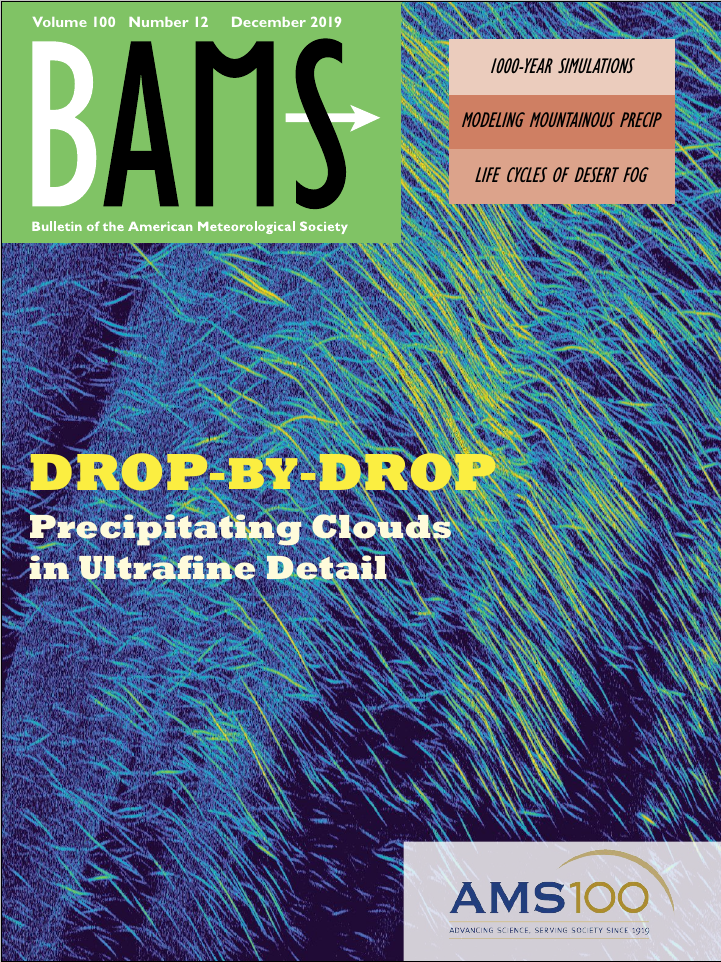 Volume 100 Number 12 December 2019
BAMS
Bulletin of the American Meteorological Society
1000-YEAR SIMULATIONS
MODELING MOUNTAINOUS PRECIP
LIFE CYCLES OF DESERT FOG
DROP-BY-DROP
Precipitating Clouds
in Ultrafine Detail
AMS100
ADVANCING SCIENCE, SERVING SOCIETY SINCE 1919